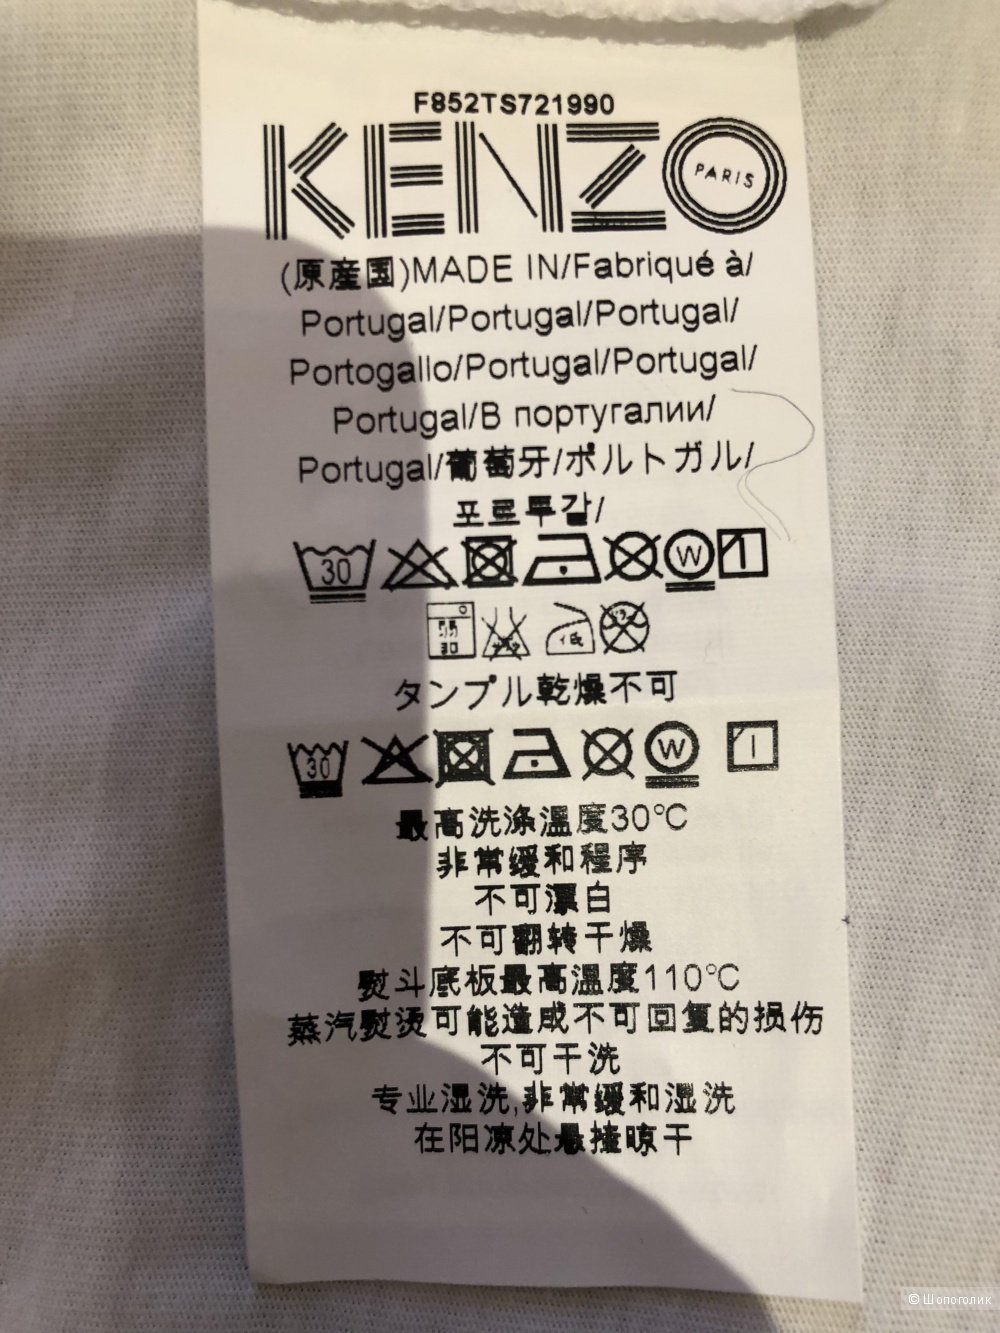 F852TS721990
KENZO
PARIS
(原産国)MADE IN/Fabriqué à/
Portugal/Portugal/Portugal/
Portogallo/Portugal/Portugal/
Portugal/В португалии/
Portugal/葡萄牙/ポルトガル/
포르투갈/
30 W
30
タンブル乾燥不可
30 W
最高洗涤温度30°C
非常缓和程序
不可漂白
不可翻转干燥
熨斗底板最高温度110°C
蒸汽熨烫可能造成不可回复的损伤
不可干洗
专业湿洗,非常缓和湿洗
在阴凉处悬挂晾干
© Шопоголик